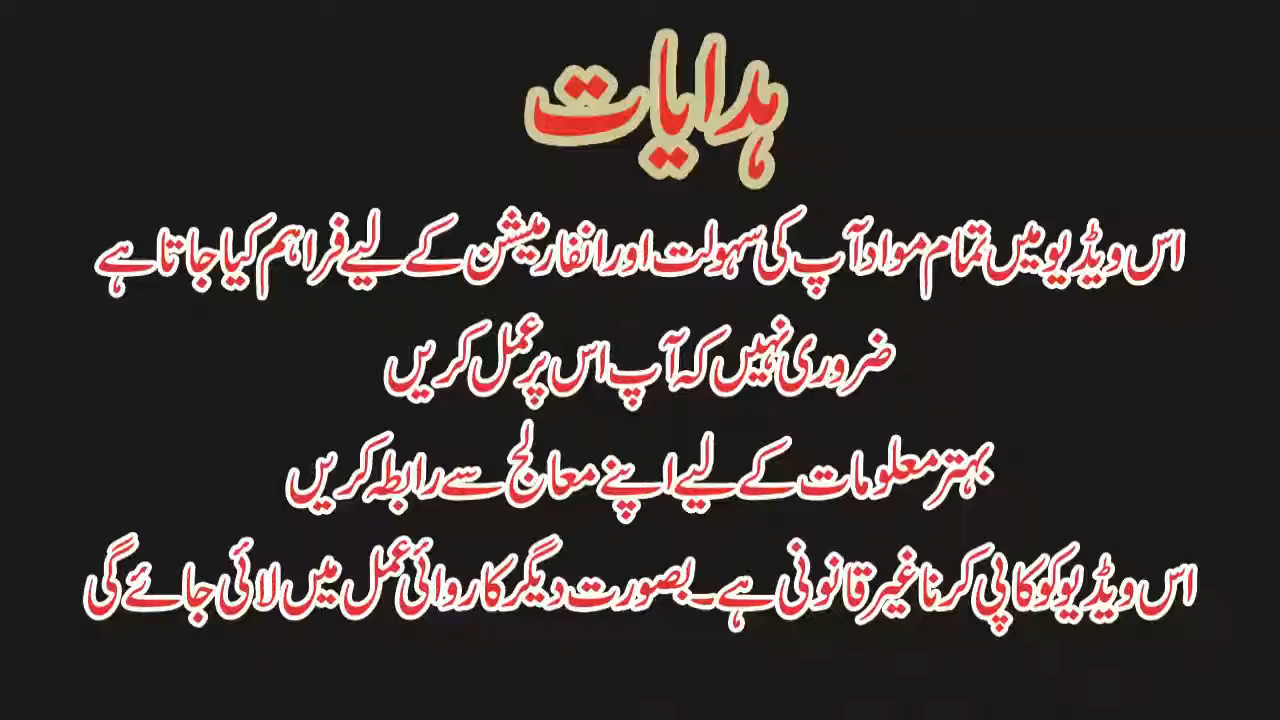 ہدایات
اس ویڈیو میں تمام مواد آپ کی سہولت اور انفارمیشن کے لیے فراہم کیا جاتا ہے
ضروری نہیں کہ آپ اس پر عمل کریں
بہتر معلومات کے لیے اپنے معالج سے رابطہ کریں
اس ویڈیو کو کاپی کرنا غیر قانونی ہے۔ بصورت دیگر کاروائی عمل میں لائی جائے گی